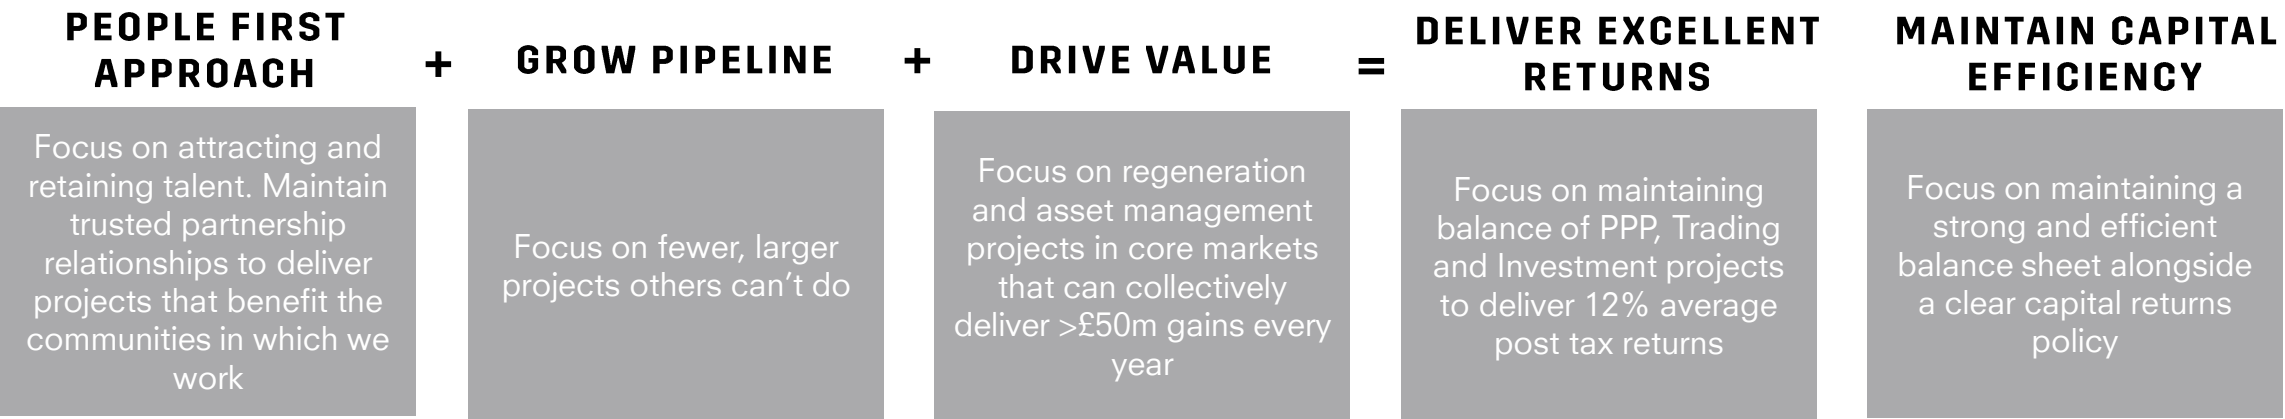 PEOPLE FIRST
APPROACH
Focus on attracting and
retaining talent. Maintain
trusted partnership
relationships to deliver
projects that benefit the
communities in which we
work
+
GROW PIPELINE
Focus on fewer, larger
projects others can't do
+
DRIVE VALUE
Focus on regeneration
and asset management
projects in core markets
that can collectively
deliver >£50m gains every
year
=
DELIVER EXCELLENT
RETURNS
Focus on maintaining
balance of PPP, Trading
and Investment projects
to deliver 12% average
post tax returns
MAINTAIN CAPITAL
EFFICIENCY
Focus on maintaining a
strong and efficient
balance sheet alongside
a clear capital returns
policy